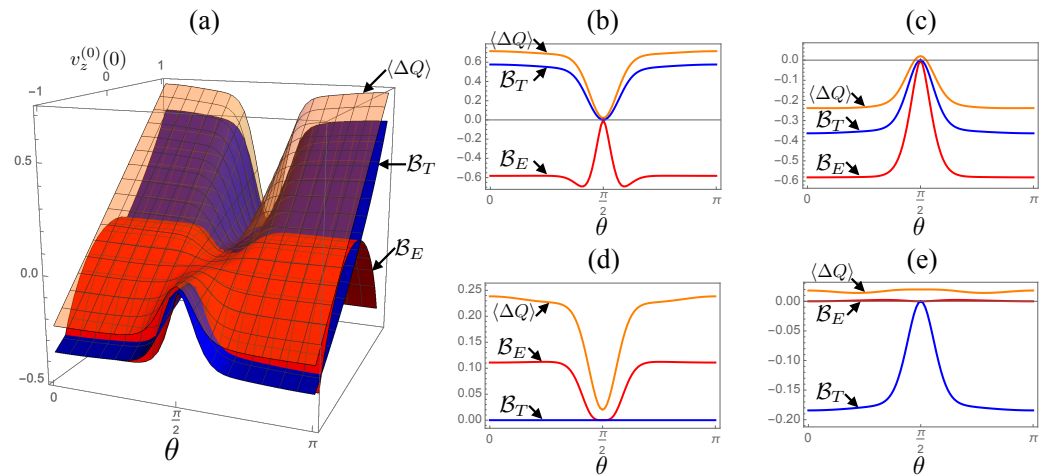 (a)
v_z^{(0)}(0)
−1
0
1
0.5
0.0
−0.5
⟨ΔQ⟩
𝓑_T
𝓑_E
0
π/2
π
θ
(b)
⟨ΔQ⟩
𝓑_T
𝓑_E
0.6
0.4
0.2
0.0
−0.2
−0.4
−0.6
0
π/2
π
θ
(c)
⟨ΔQ⟩
𝓑_T
𝓑_E
0.0
−0.1
−0.2
−0.3
−0.4
−0.5
−0.6
0
π/2
π
θ
(d)
⟨ΔQ⟩
𝓑_E
𝓑_T
0.25
0.20
0.15
0.10
0.05
0.00
0
π/2
π
θ
(e)
⟨ΔQ⟩
𝓑_E
𝓑_T
0.00
−0.05
−0.10
−0.15
−0.20
0
π/2
π
θ